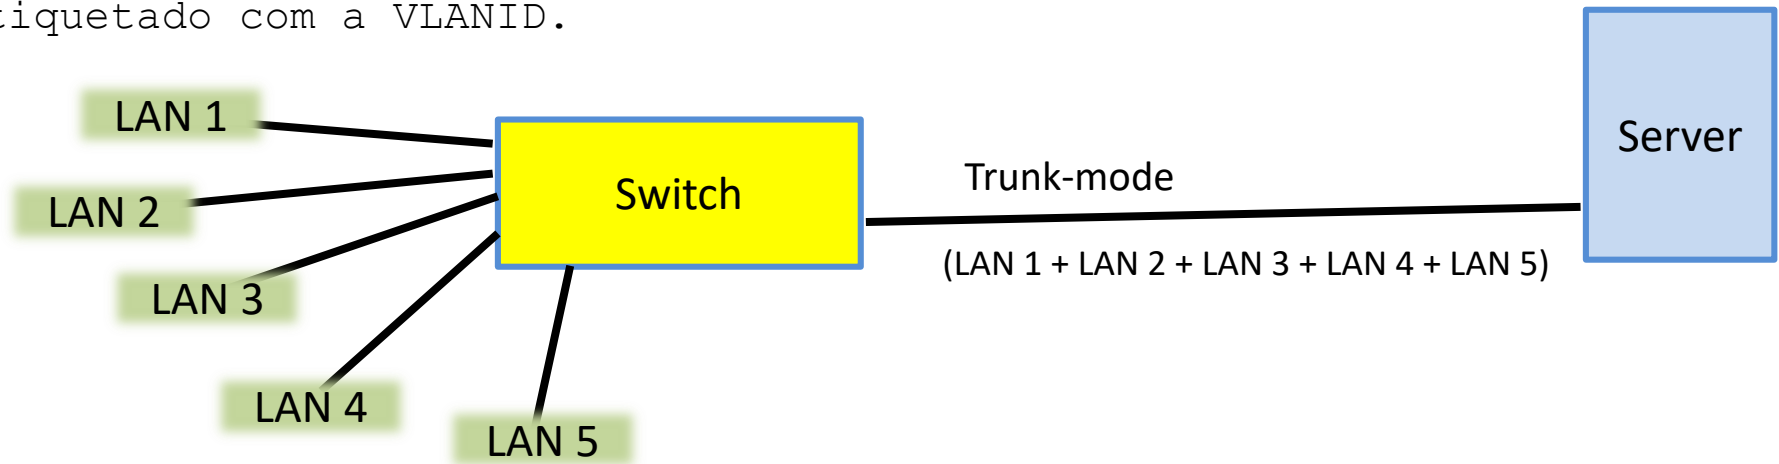 tiquetado com a VLANID.
LAN 1
LAN 2
LAN 3
LAN 4
LAN 5
Switch
Trunk-mode
(LAN 1 + LAN 2 + LAN 3 + LAN 4 + LAN 5)
Server